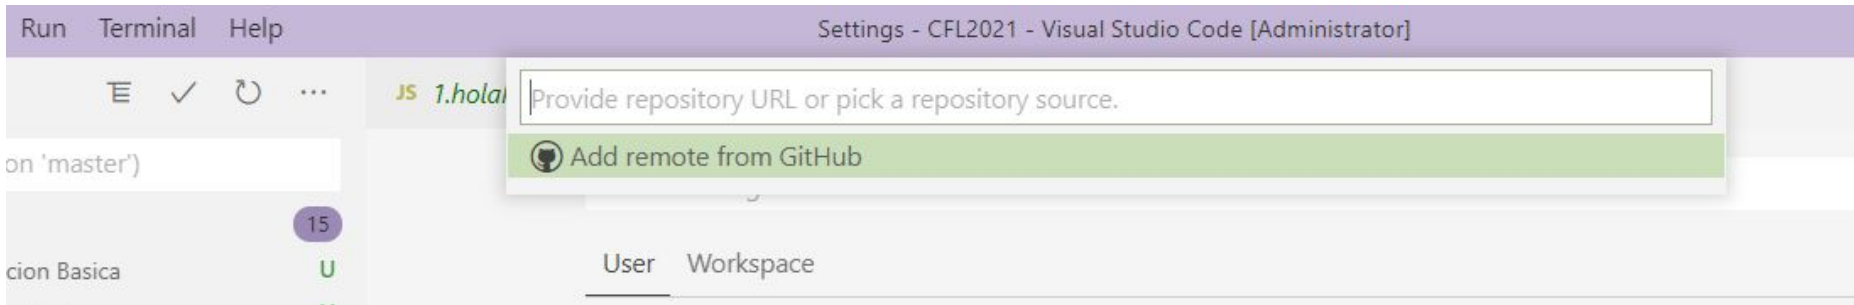 Run Terminal Help
Settings - CFL2021 - Visual Studio Code [Administrator]
JS 1.hola
Provide repository URL or pick a repository source.
Add remote from GitHub
on 'master')
15
cion Basica U
User Workspace